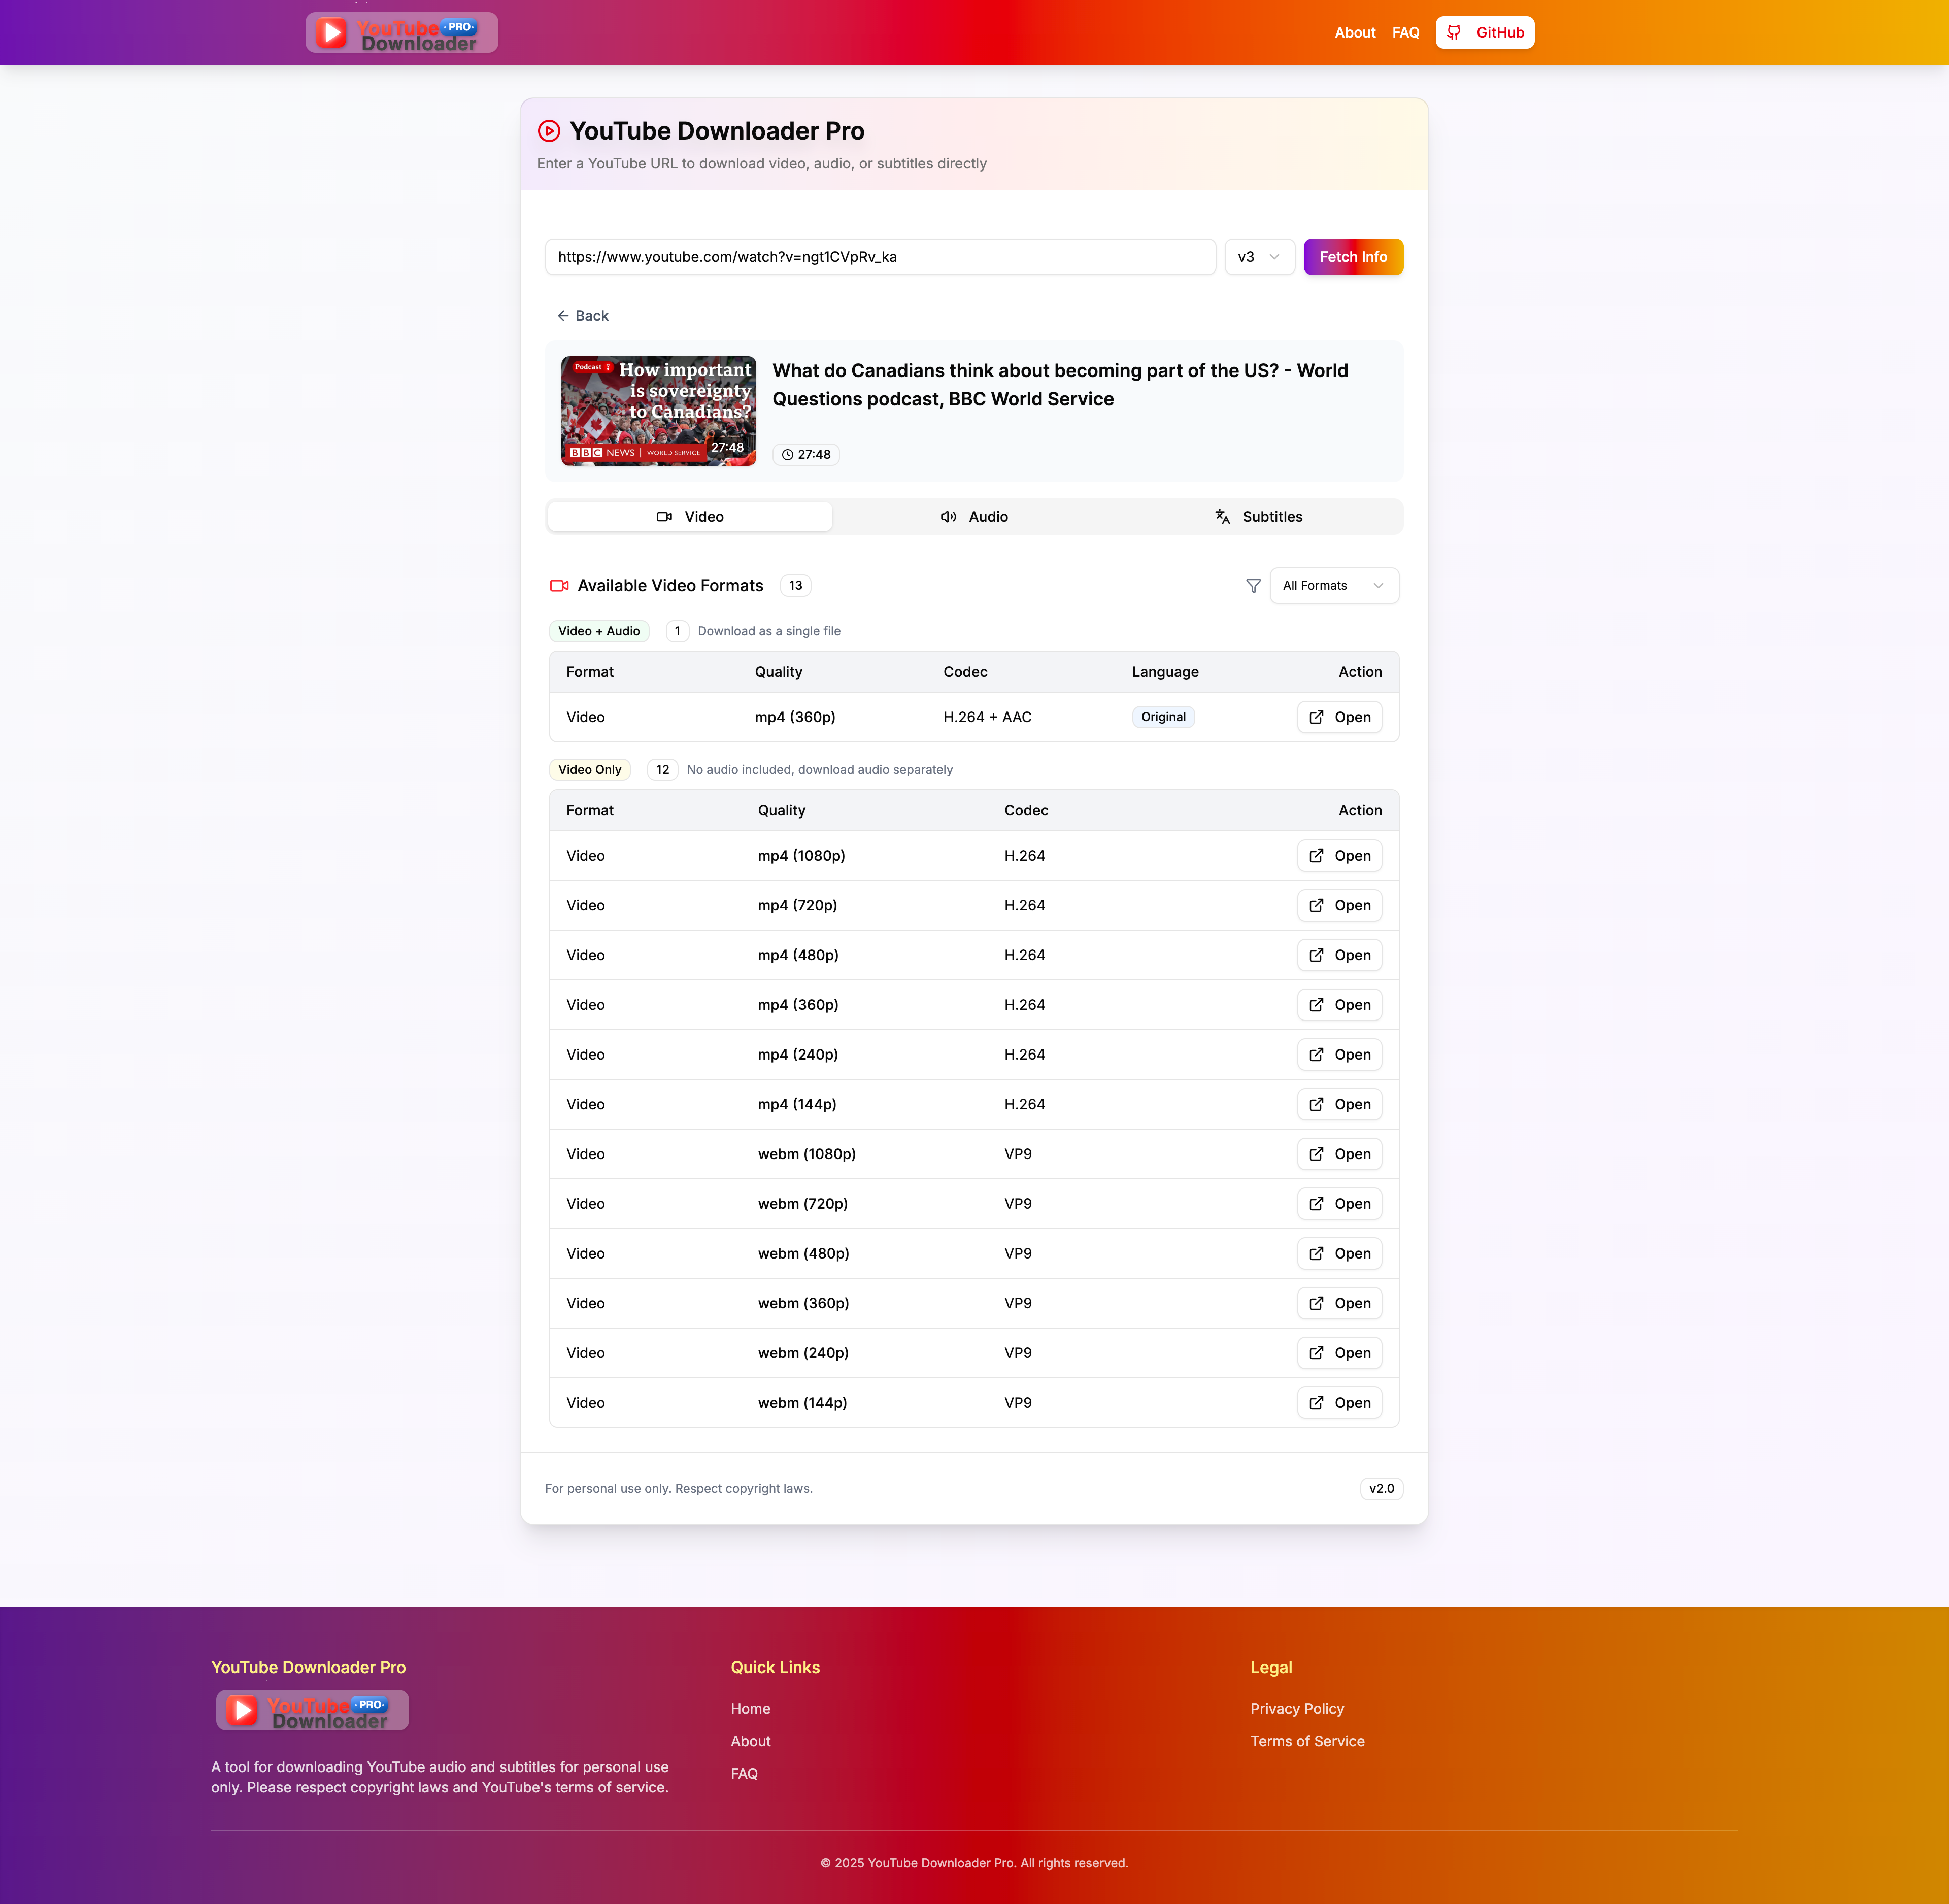 YouTube PRO
Downloader
About
FAQ
GitHub
YouTube Downloader Pro
Enter a YouTube URL to download video, audio, or subtitles directly
https://www.youtube.com/watch?v=ngt1CVpRv_ka
v3
Fetch Info
Back
Podcast
How important
is sovereignty
to Canadians?
27:48
BBC NEWS | WORLD SERVICE
What do Canadians think about becoming part of the US? - World
Questions podcast, BBC World Service
27:48
Video
Audio
Subtitles
Available Video Formats 13
All Formats
Video + Audio 1 Download as a single file
Format Quality Codec Language Action
Video mp4 (360p) H.264 + AAC Original Open
Video Only 12 No audio included, download audio separately
Format Quality Codec Action
Video mp4 (1080p) H.264 Open
Video mp4 (720p) H.264 Open
Video mp4 (480p) H.264 Open
Video mp4 (360p) H.264 Open
Video mp4 (240p) H.264 Open
Video mp4 (144p) H.264 Open
Video webm (1080p) VP9 Open
Video webm (720p) VP9 Open
Video webm (480p) VP9 Open
Video webm (360p) VP9 Open
Video webm (240p) VP9 Open
Video webm (144p) VP9 Open
For personal use only. Respect copyright laws.
v2.0
YouTube Downloader Pro
YouTube PRO
Downloader
A tool for downloading YouTube audio and subtitles for personal use
only. Please respect copyright laws and YouTube's terms of service.
Quick Links
Home
About
FAQ
Legal
Privacy Policy
Terms of Service
© 2025 YouTube Downloader Pro. All rights reserved.